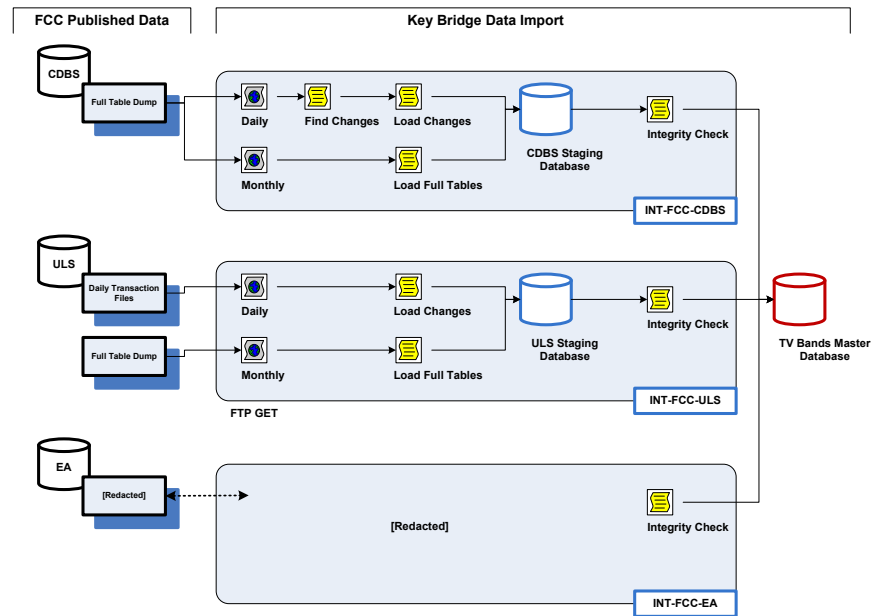 FCC Published Data
Key Bridge Data Import
CDBS
Full Table Dump
Daily
Find Changes
Load Changes
Monthly
Load Full Tables
CDBS Staging
Database
Integrity Check
INT-FCC-CDBS
ULS
Daily Transaction
Files
Daily
Load Changes
Full Table Dump
Monthly
Load Full Tables
ULS Staging
Database
Integrity Check
INT-FCC-ULS
FTP GET
TV Bands Master
Database
EA
[Redacted]
[Redacted]
Integrity Check
INT-FCC-EA